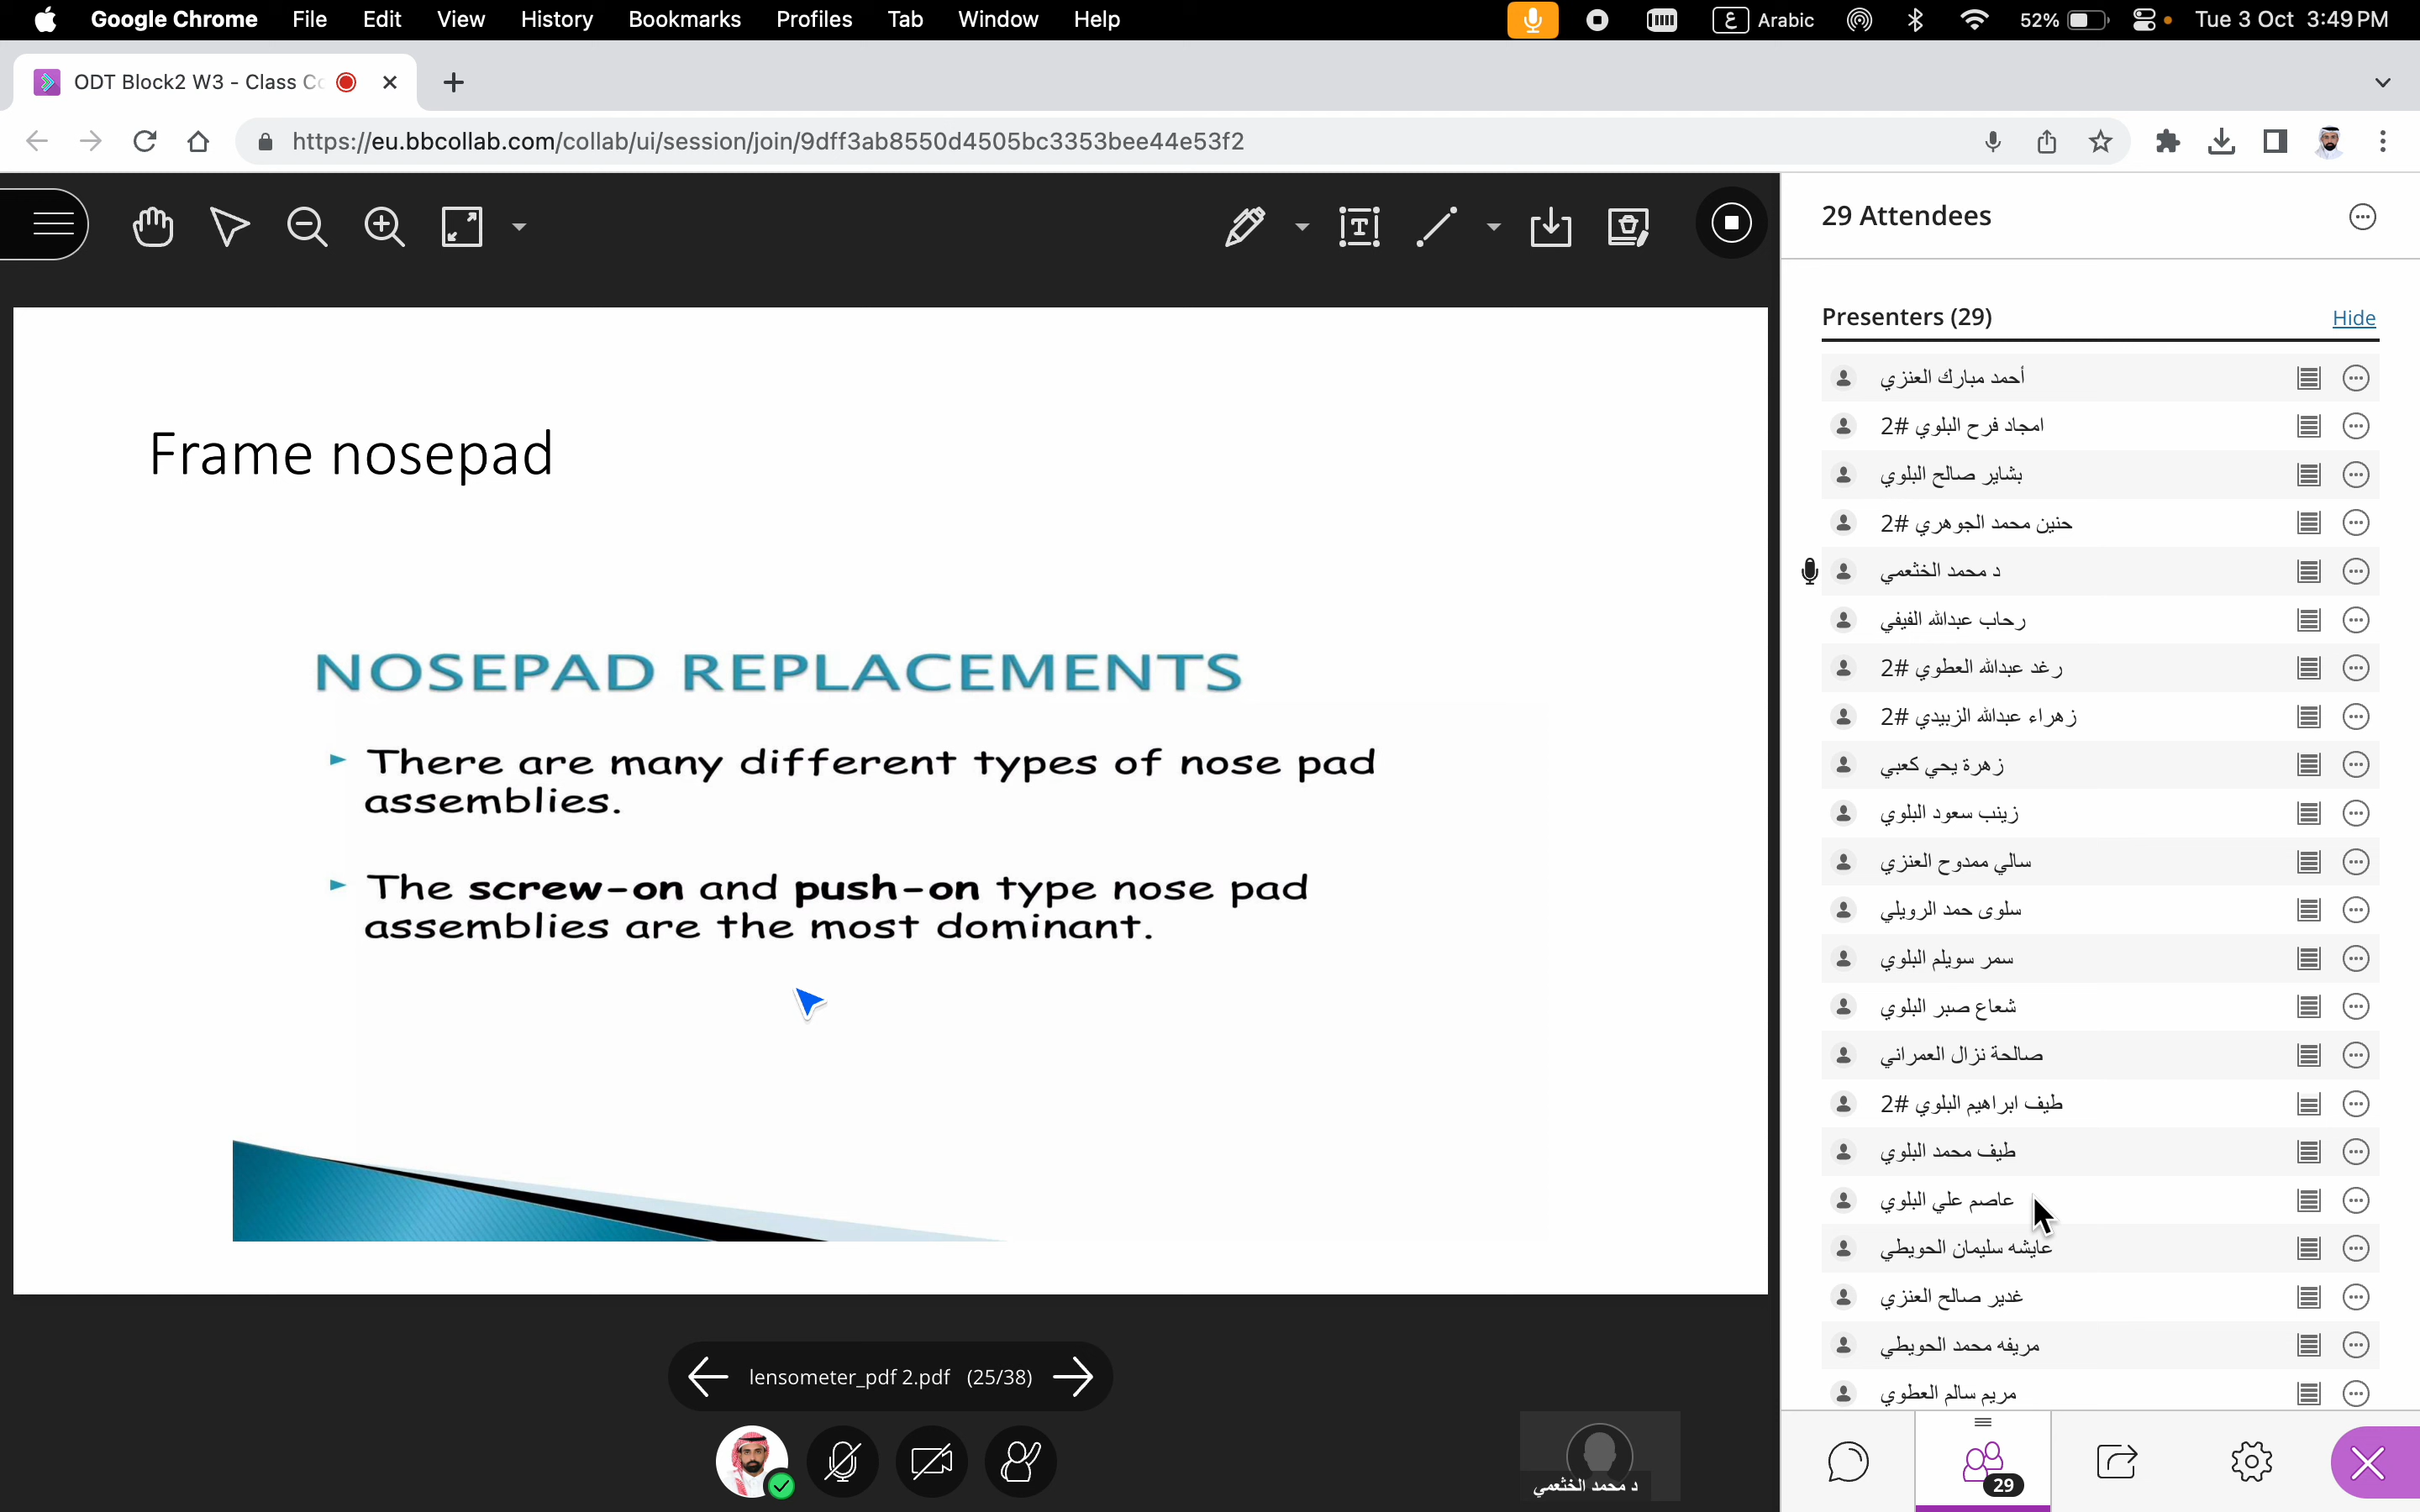 Google Chrome File Edit View History Bookmarks Profiles Tab Window Help
ع Arabic 52% Tue 3 Oct 3:49 PM
ODT Block2 W3 - Class Co
https://eu.bbcollab.com/collab/ui/session/join/9dff3ab8550d4505bc3353bee44e53f2
Frame nosepad
NOSEPAD REPLACEMENTS
There are many different types of nose pad
assemblies.
The screw-on and push-on type nose pad
assemblies are the most dominant.
lensometer_pdf 2.pdf (25/38)
د محمد الخثعمي
29 Attendees
Presenters (29) Hide
أحمد مبارك العنزي
امجاد فرح البلوي #2
بشاير صالح البلوي
حنين محمد الجوهري #2
د محمد الخثعمي
رحاب عبدالله الفيفي
رغد عبدالله العطوي #2
زهراء عبدالله الزبيدي #2
زهرة يحي كعبي
زينب سعود البلوي
سالي ممدوح العنزي
سلوى حمد الرويلي
سمر سويلم البلوي
شعاع صبر البلوي
صالحة نزال العمراني
طيف ابراهيم البلوي #2
طيف محمد البلوي
عاصم علي البلوي
عايشه سليمان الحويطي
غدير صالح العنزي
مريفه محمد الحويطي
مريم سالم العطوي
29